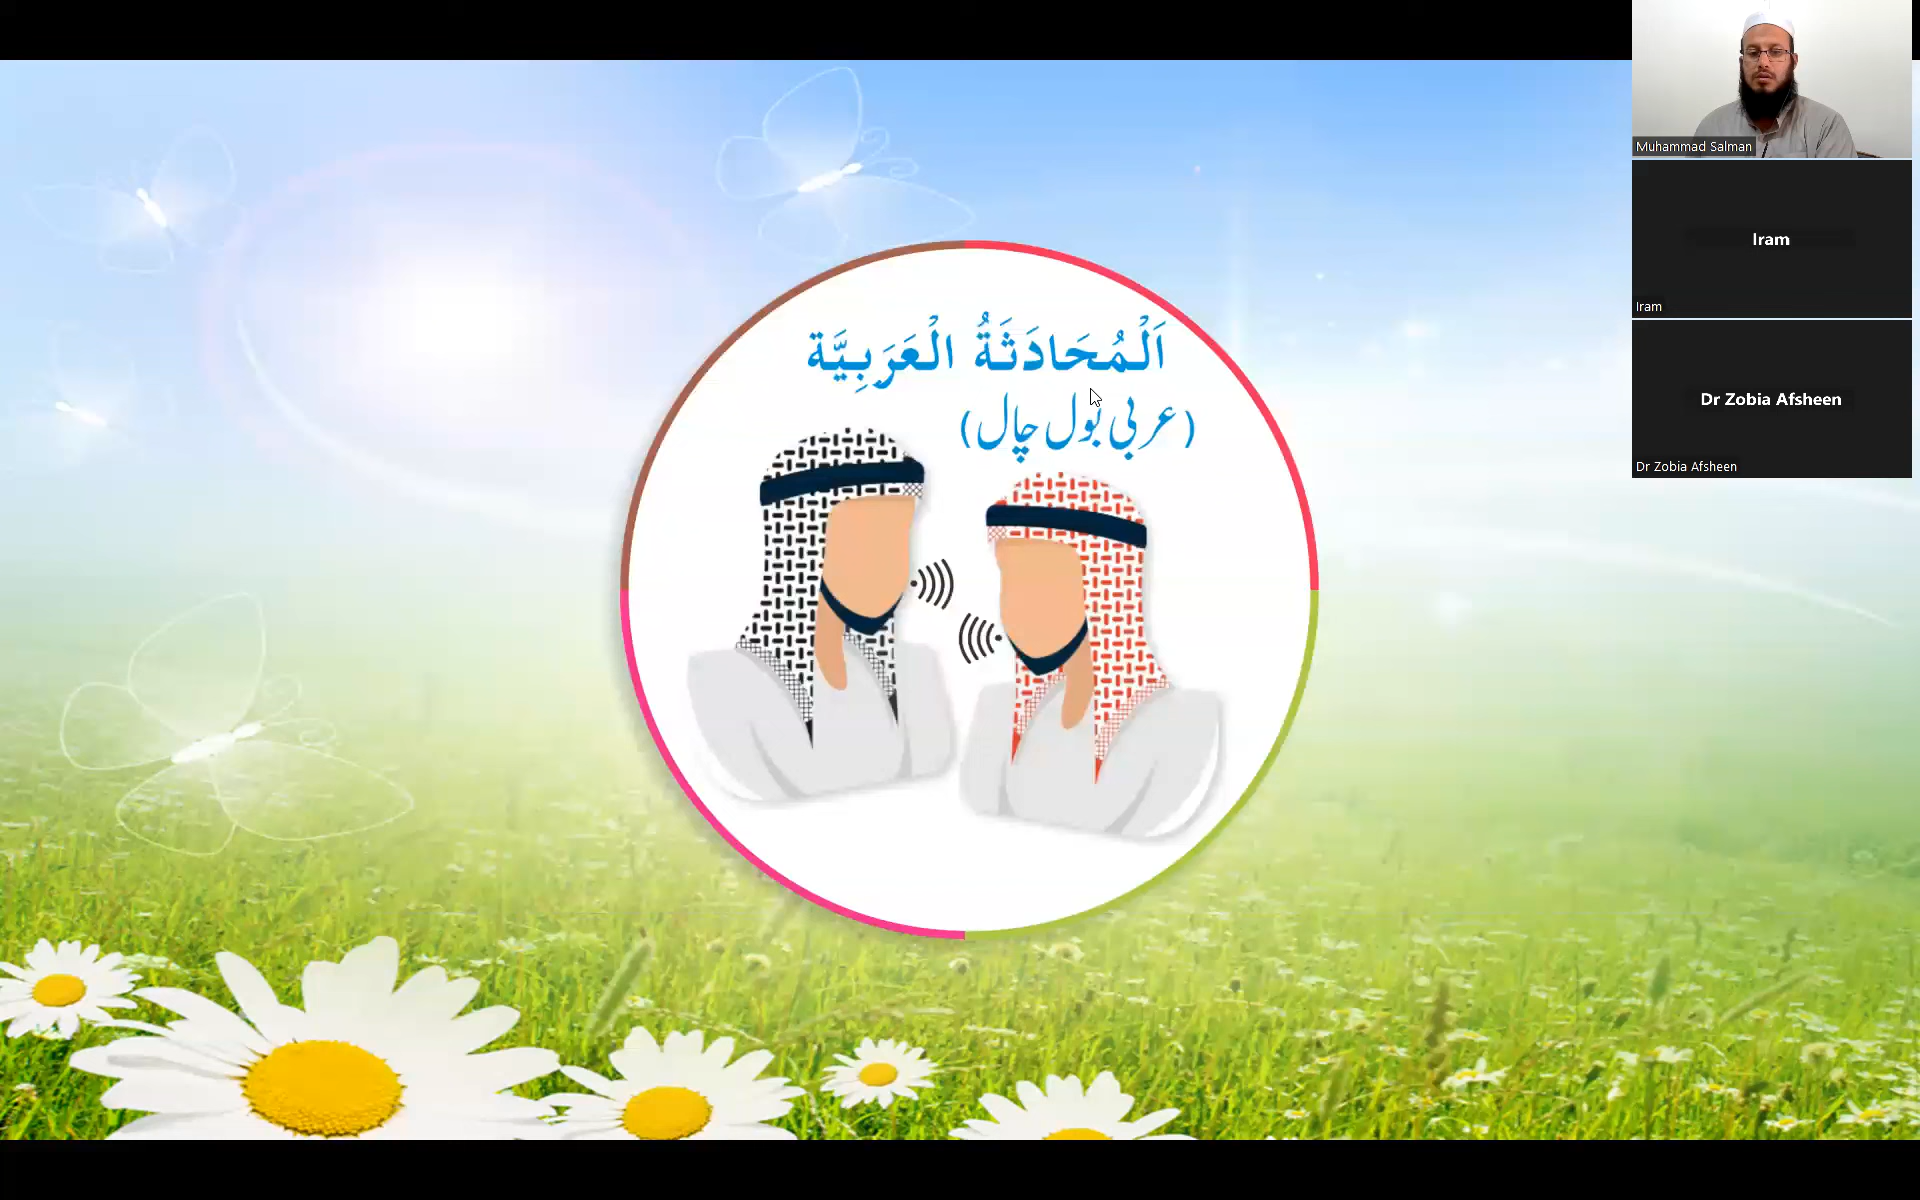 اَلْمُحَادَثَةُ الْعَرَبِيَّة
(عربی بول چال)
Muhammad Salman
Iram
Iram
Dr Zobia Afsheen
Dr Zobia Afsheen